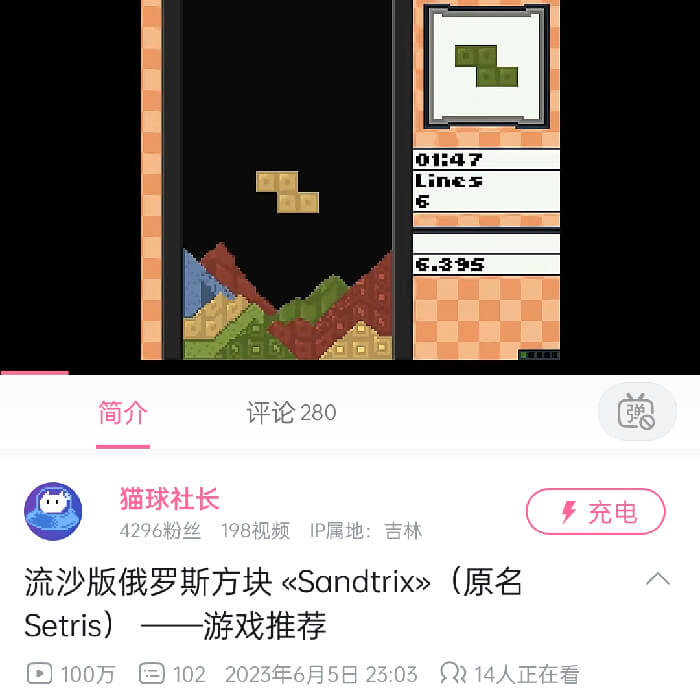 01:47
Lines
6
6.395
简介
评论 280
弹
猫球社长
4296粉丝 198视频 IP属地：吉林
充电
流沙版俄罗斯方块 «Sandtrix»（原名
Setris） ——游戏推荐
100万 102 2023年6月5日 23:03 14人正在看